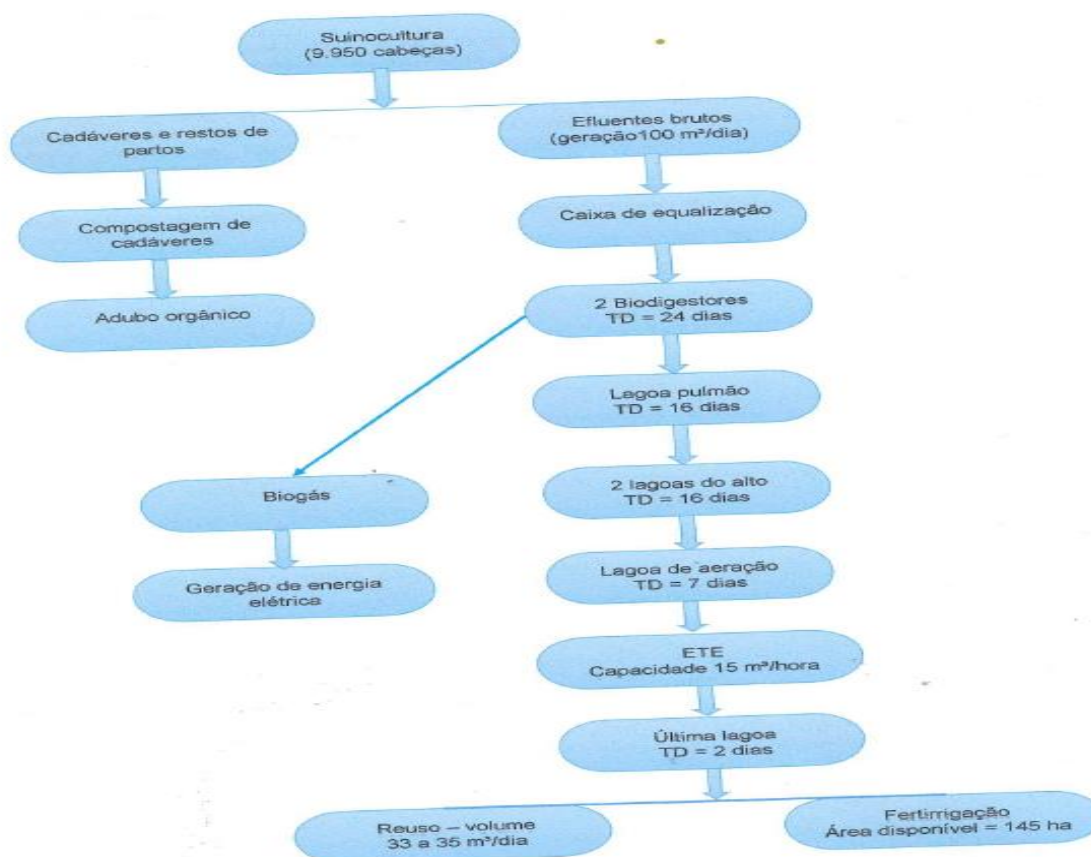 Suinocultura
(9.950 cabeças)
Cadáveres e restos de
partos
Efluentes brutos
(geração100 m³/dia)
Compostagem de
cadáveres
Caixa de equalização
Adubo orgânico
2 Biodigestores
TD = 24 dias
Lagoa pulmão
TD = 16 dias
Biogás
2 lagoas do alto
TD = 16 dias
Geração de energia
elétrica
Lagoa de aeração
TD = 7 dias
ETE
Capacidade 15 m³/hora
Última lagoa
TD = 2 dias
Reuso – volume
33 a 35 m³/dia
Fertirrigação
Área disponível = 145 ha